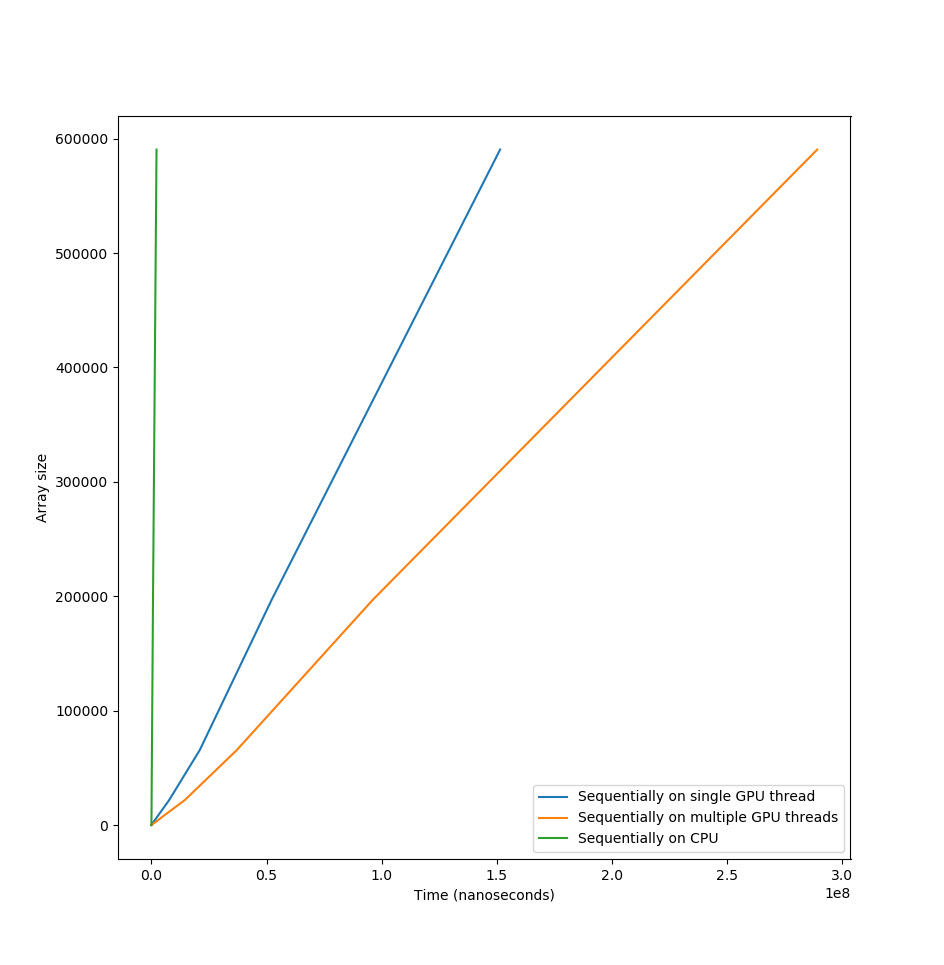 600000
500000
400000
300000
200000
100000
0
Array size
0.0 0.5 1.0 1.5 2.0 2.5 3.0
1e8
Time (nanoseconds)
Sequentially on single GPU thread
Sequentially on multiple GPU threads
Sequentially on CPU